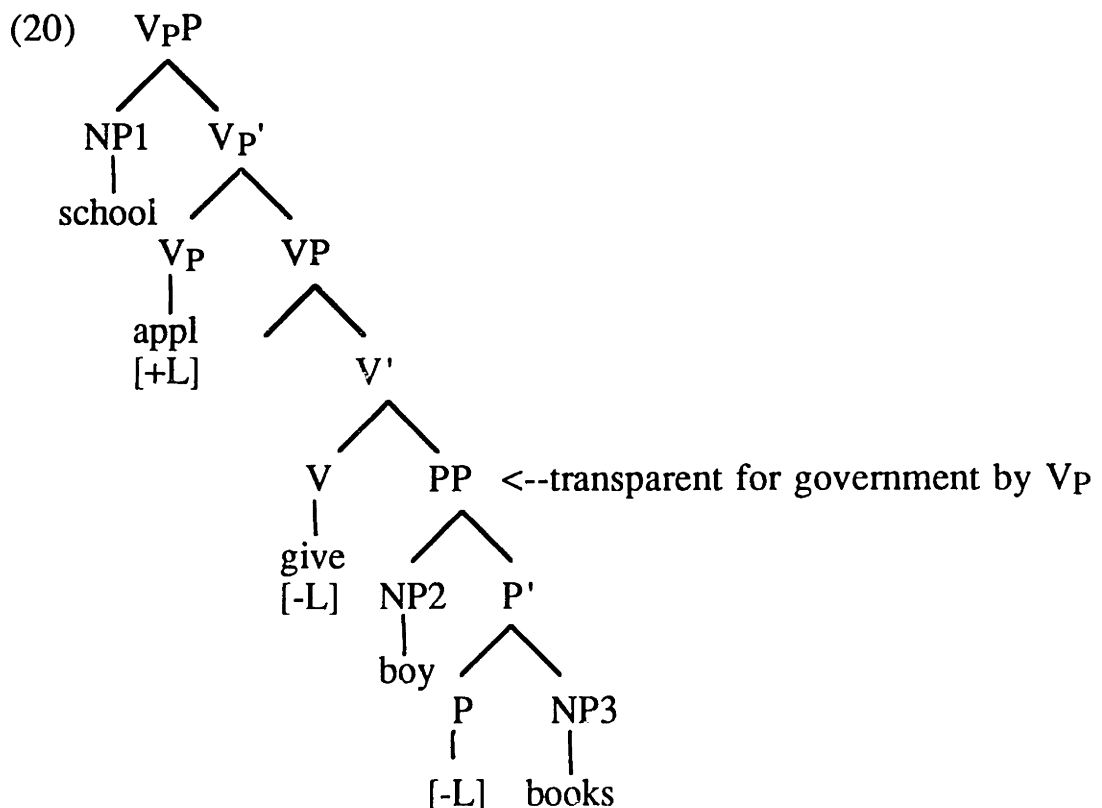 (20) VPP
NP1 VP'
school
VP VP
appl
[+L]
V'
V PP <--transparent for government by VP
give
[-L] NP2 P'
boy
P NP3
[-L] books